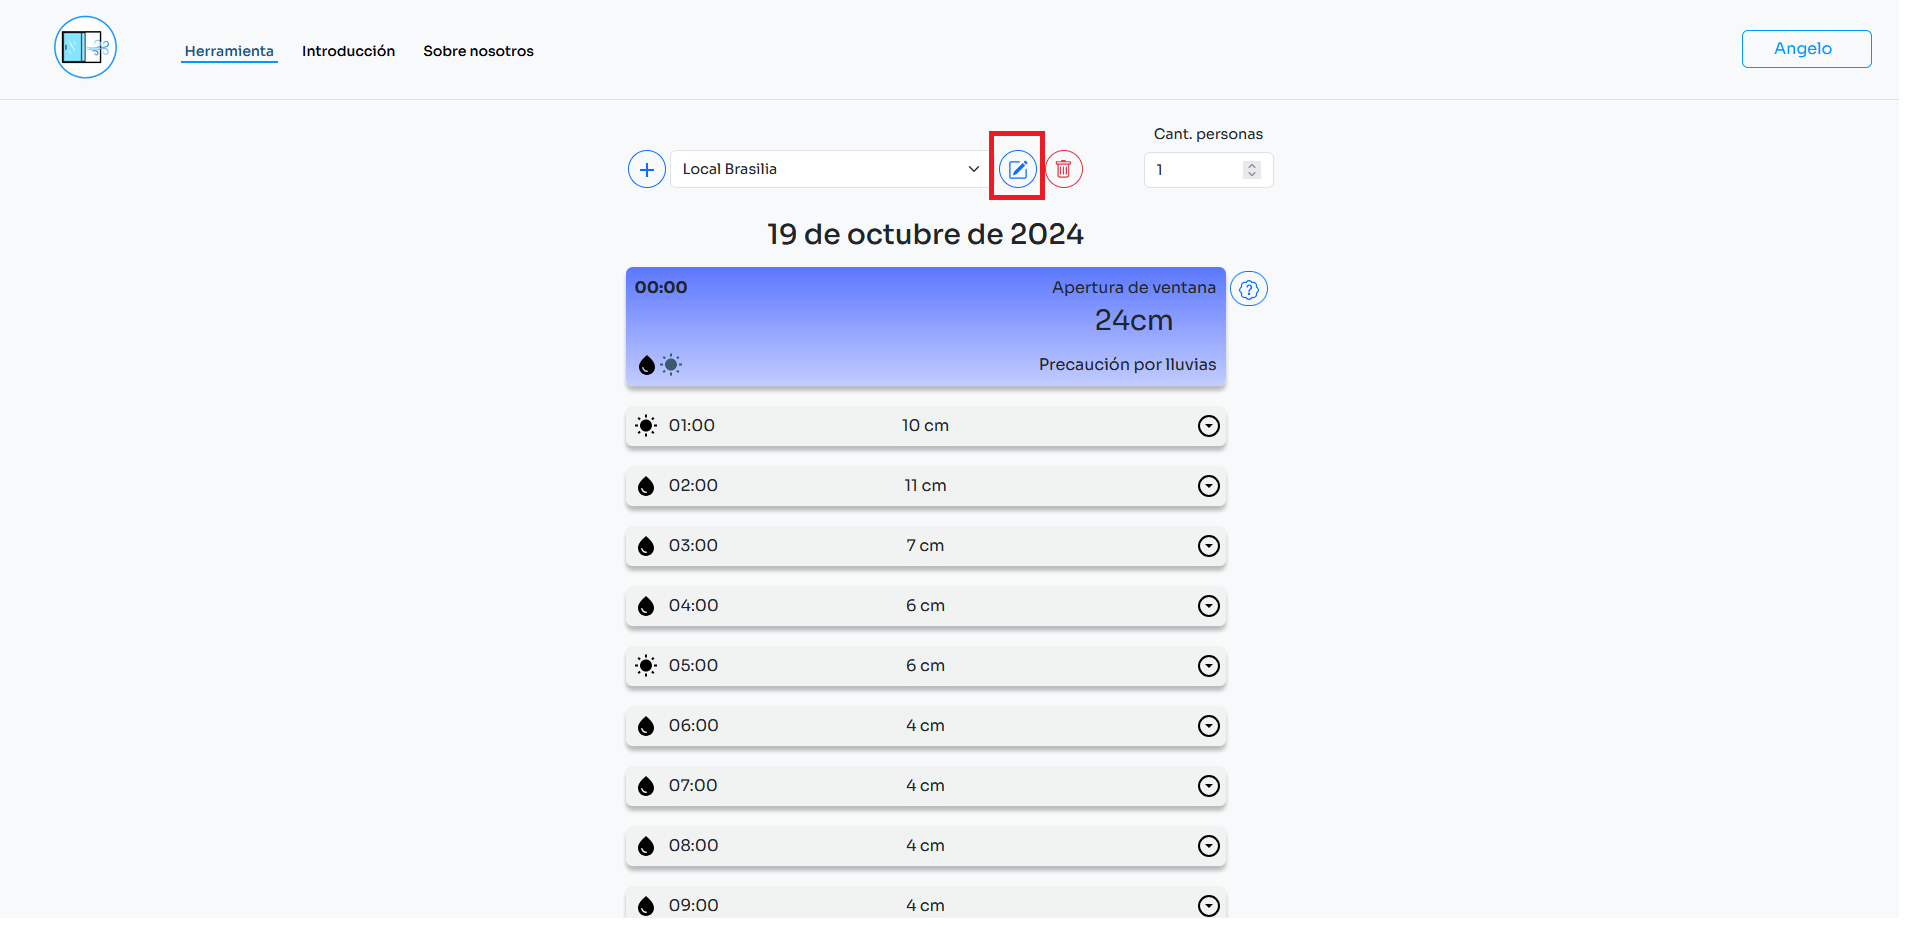 Herramienta Introducción Sobre nosotros Angelo
Cant. personas
Local Brasilia 1
19 de octubre de 2024
00:00 Apertura de ventana
24cm
Precaución por lluvias
01:00 10 cm
02:00 11 cm
03:00 7 cm
04:00 6 cm
05:00 6 cm
06:00 4 cm
07:00 4 cm
08:00 4 cm
09:00 4 cm